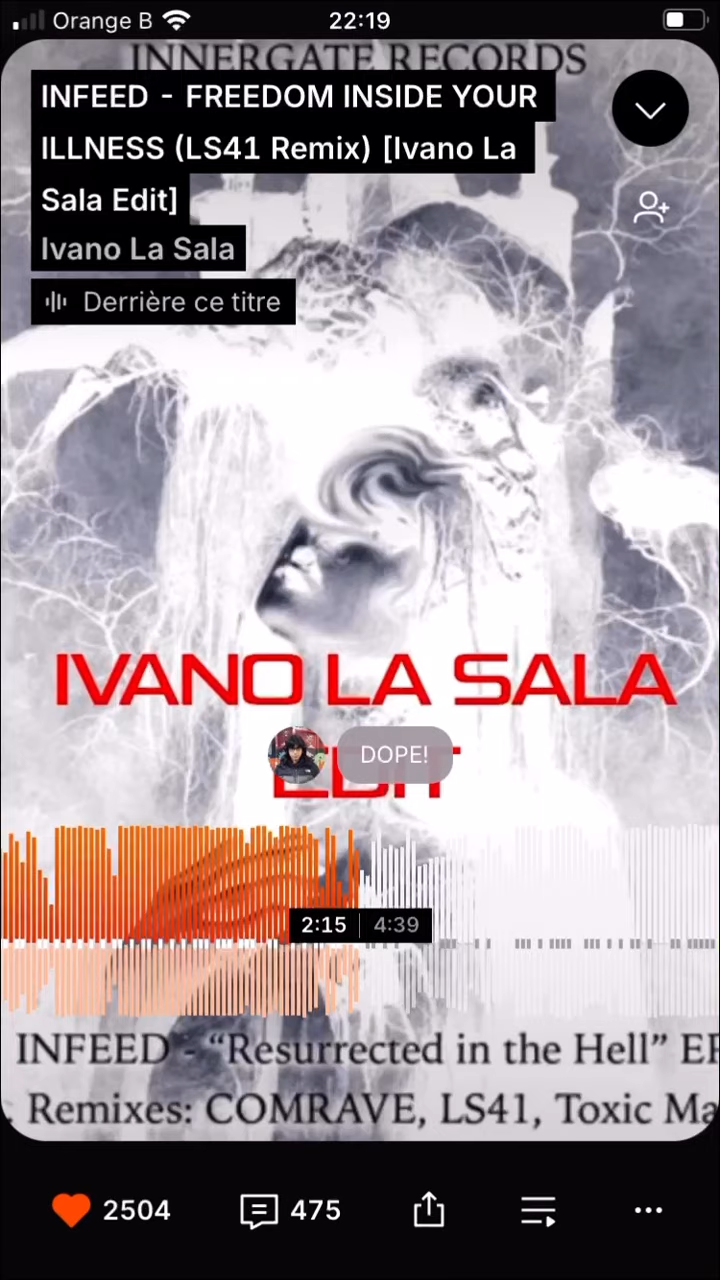 Orange B 22:19
INNERGATE RECORDS
INFEED - FREEDOM INSIDE YOUR
ILLNESS (LS41 Remix) [Ivano La
Sala Edit]
Ivano La Sala
Derrière ce titre
IVANO LA SALA
DOPE!
EDIT
2:15 4:39
INFEED - “Resurrected in the Hell”
Remixes: COMRAVE, LS41, Toxic
2504 475